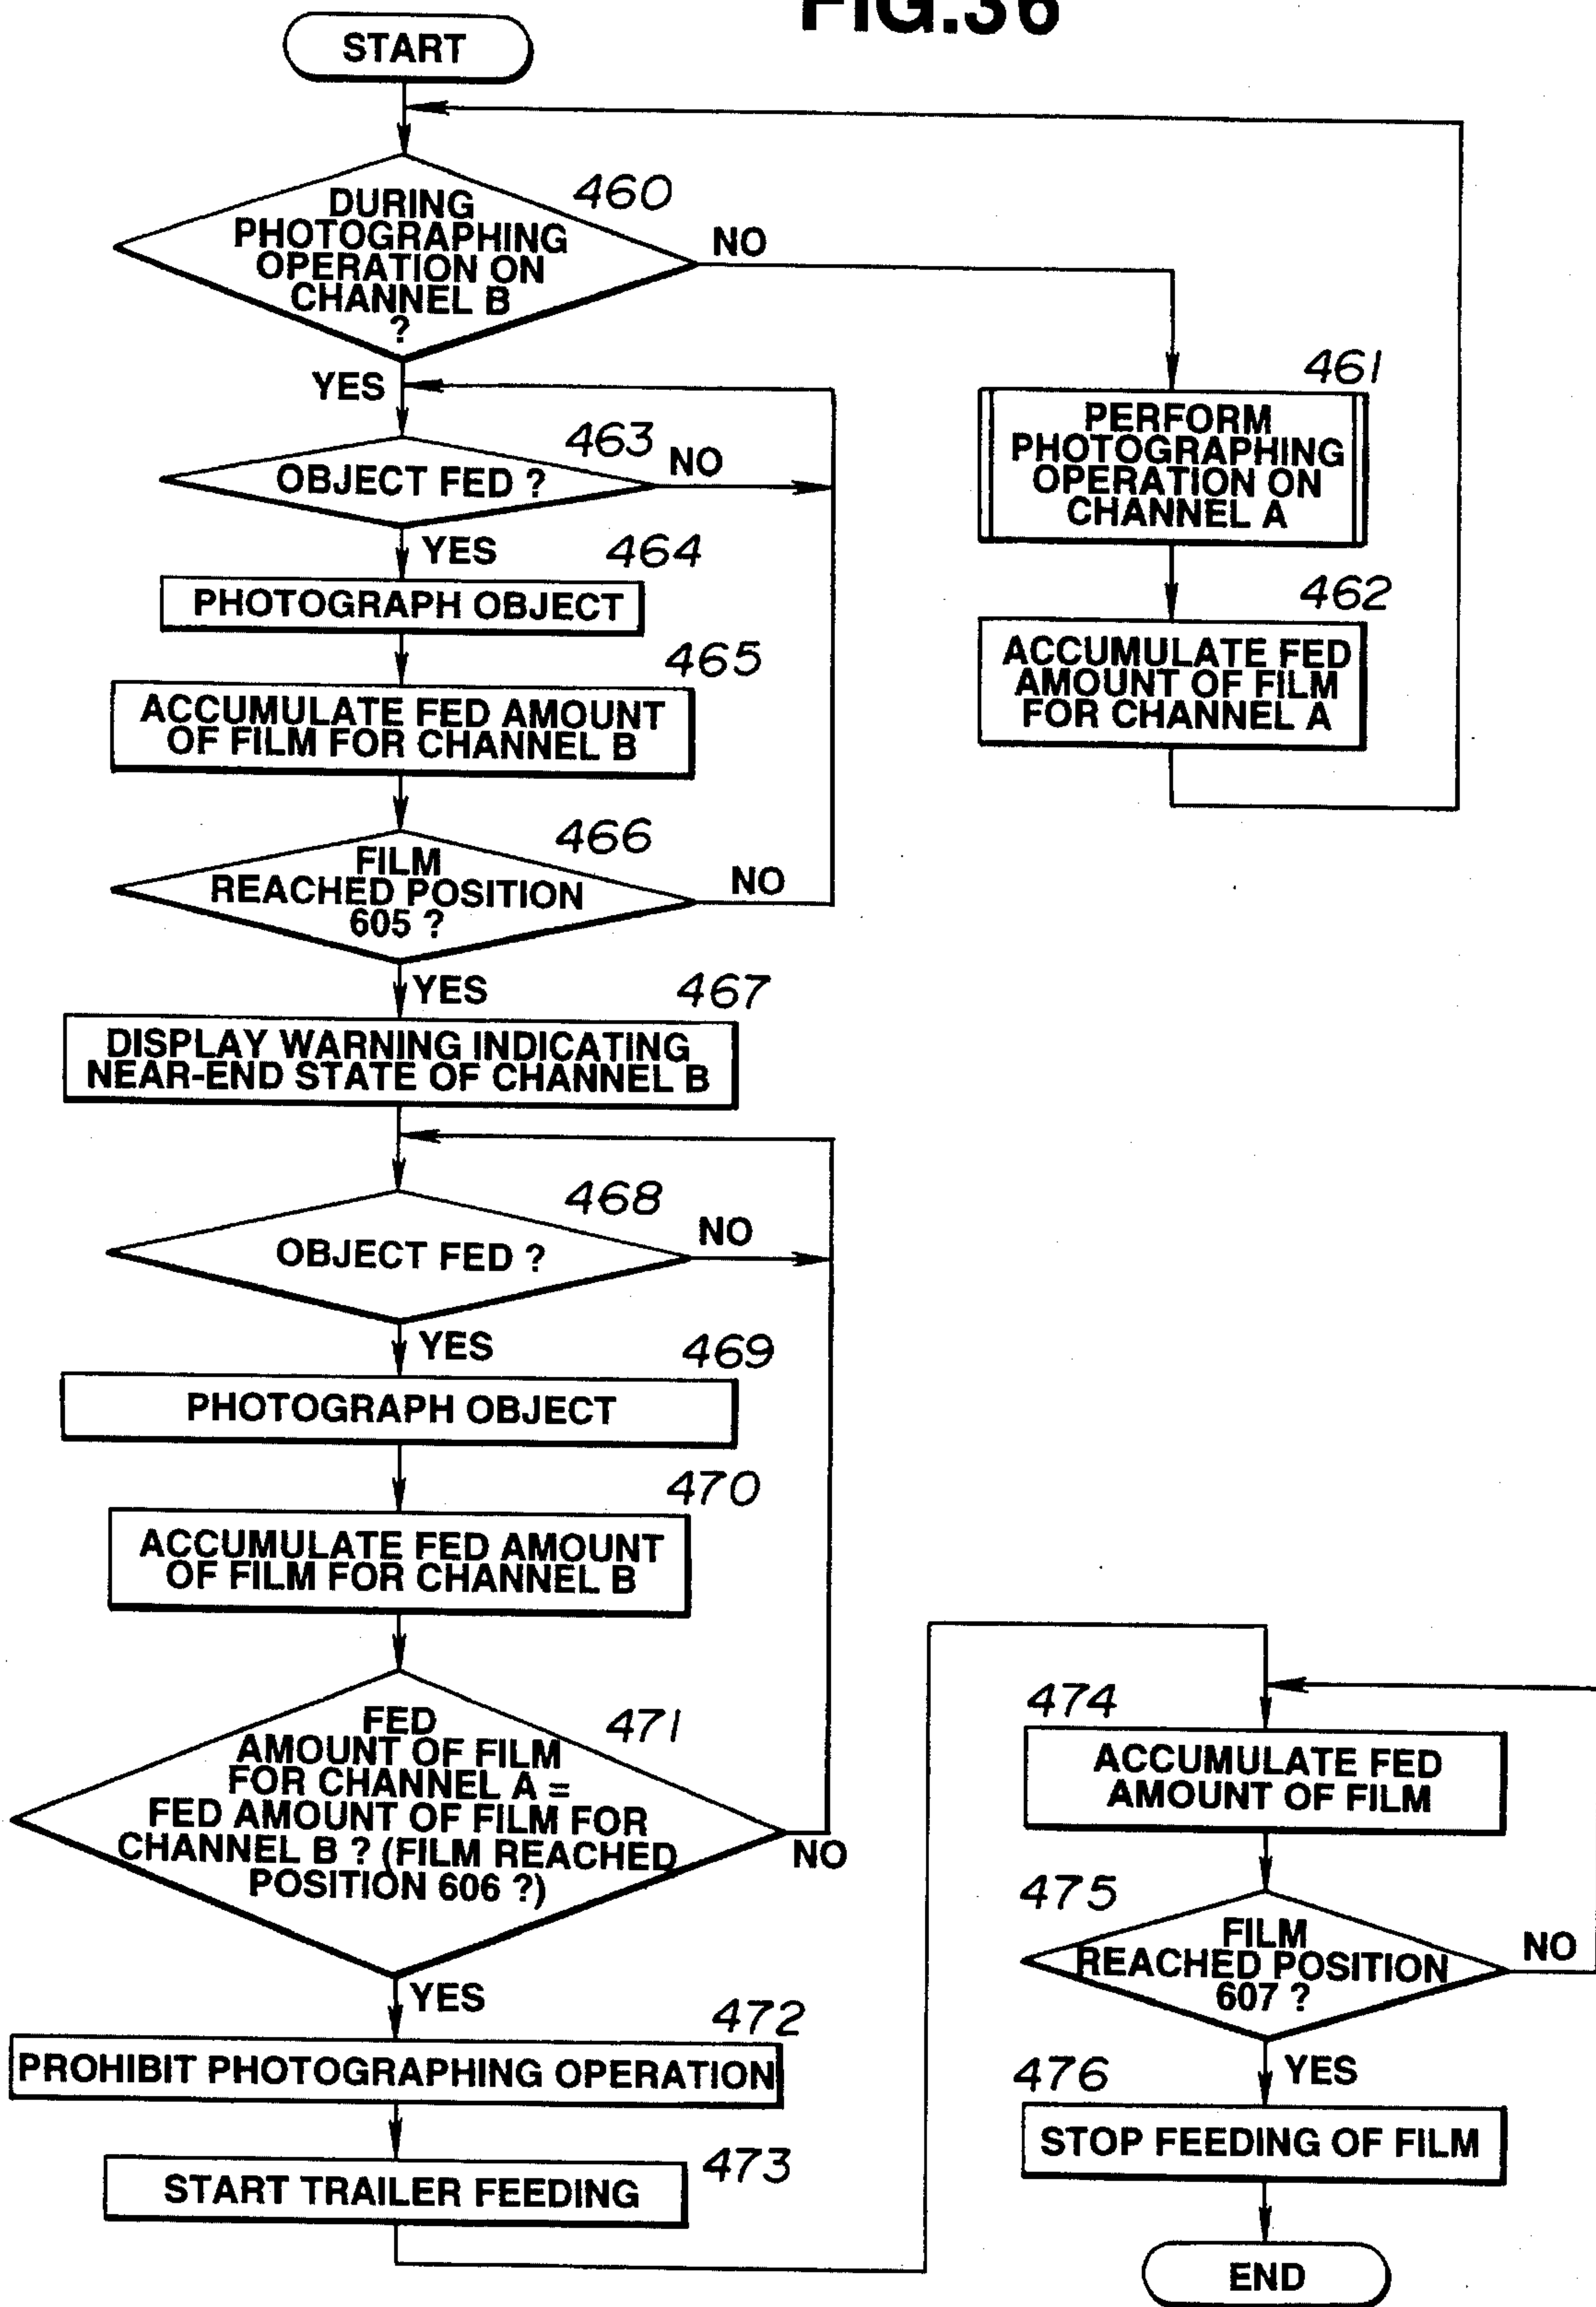 FIG.36
START
460
DURING
PHOTOGRAPHING
OPERATION ON
CHANNEL B
?
NO
YES
461
PERFORM
PHOTOGRAPHING
OPERATION ON
CHANNEL A
462
ACCUMULATE FED
AMOUNT OF FILM
FOR CHANNEL A
463
OBJECT FED ?
NO
YES
464
PHOTOGRAPH OBJECT
465
ACCUMULATE FED AMOUNT
OF FILM FOR CHANNEL B
466
FILM
REACHED POSITION
605 ?
NO
YES
467
DISPLAY WARNING INDICATING
NEAR-END STATE OF CHANNEL B
468
OBJECT FED ?
NO
YES
469
PHOTOGRAPH OBJECT
470
ACCUMULATE FED AMOUNT
OF FILM FOR CHANNEL B
471
FED
AMOUNT OF FILM
FOR CHANNEL A =
FED AMOUNT OF FILM FOR
CHANNEL B ? (FILM REACHED
POSITION 606 ?)
NO
YES
472
PROHIBIT PHOTOGRAPHING OPERATION
473
START TRAILER FEEDING
474
ACCUMULATE FED
AMOUNT OF FILM
475
FILM
REACHED POSITION
607 ?
NO
YES
476
STOP FEEDING OF FILM
END